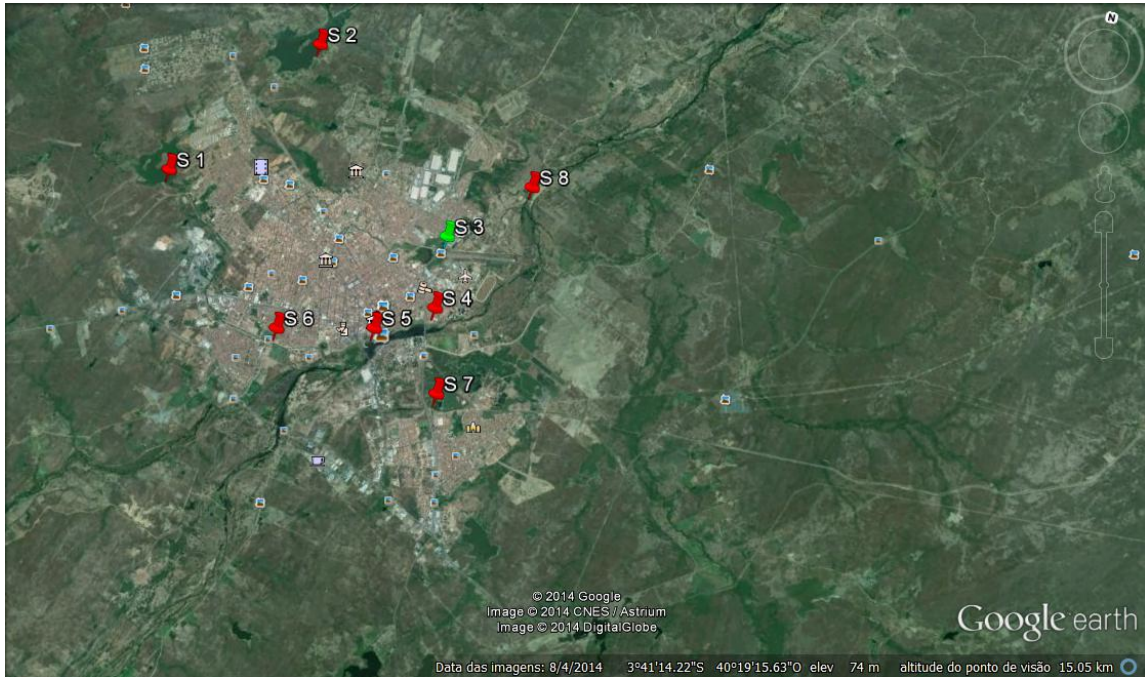 N
S 2
S 1
S 8
S 3
S 4
S 6
S 5
S 7
© 2014 Google
Image © 2014 CNES / Astrium
Image © 2014 DigitalGlobe
Google earth
Data das imagens: 8/4/2014 3°41'14.22"S 40°19'15.63"O elev 74 m altitude do ponto de visão 15.05 km